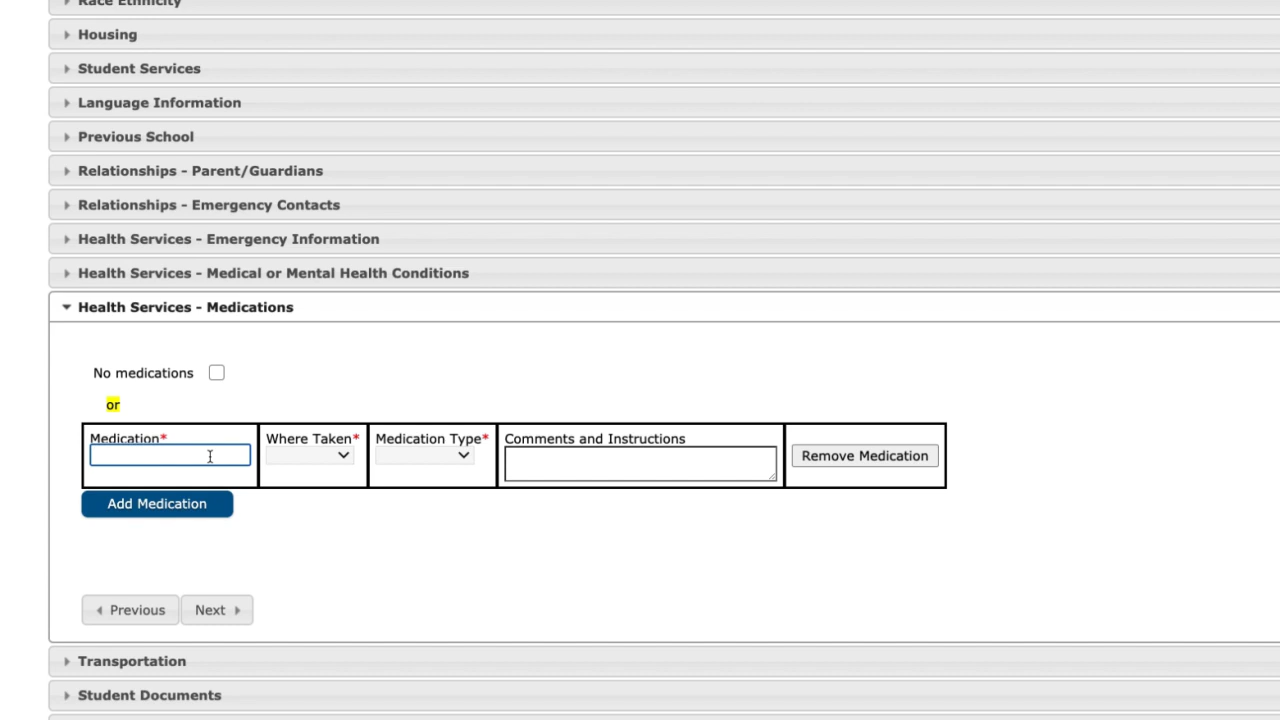 Race Ethnicity
Housing
Student Services
Language Information
Previous School
Relationships - Parent/Guardians
Relationships - Emergency Contacts
Health Services - Emergency Information
Health Services - Medical or Mental Health Conditions
Health Services - Medications
No medications
or
Medication* Where Taken* Medication Type* Comments and Instructions
Remove Medication
Add Medication
Previous Next
Transportation
Student Documents